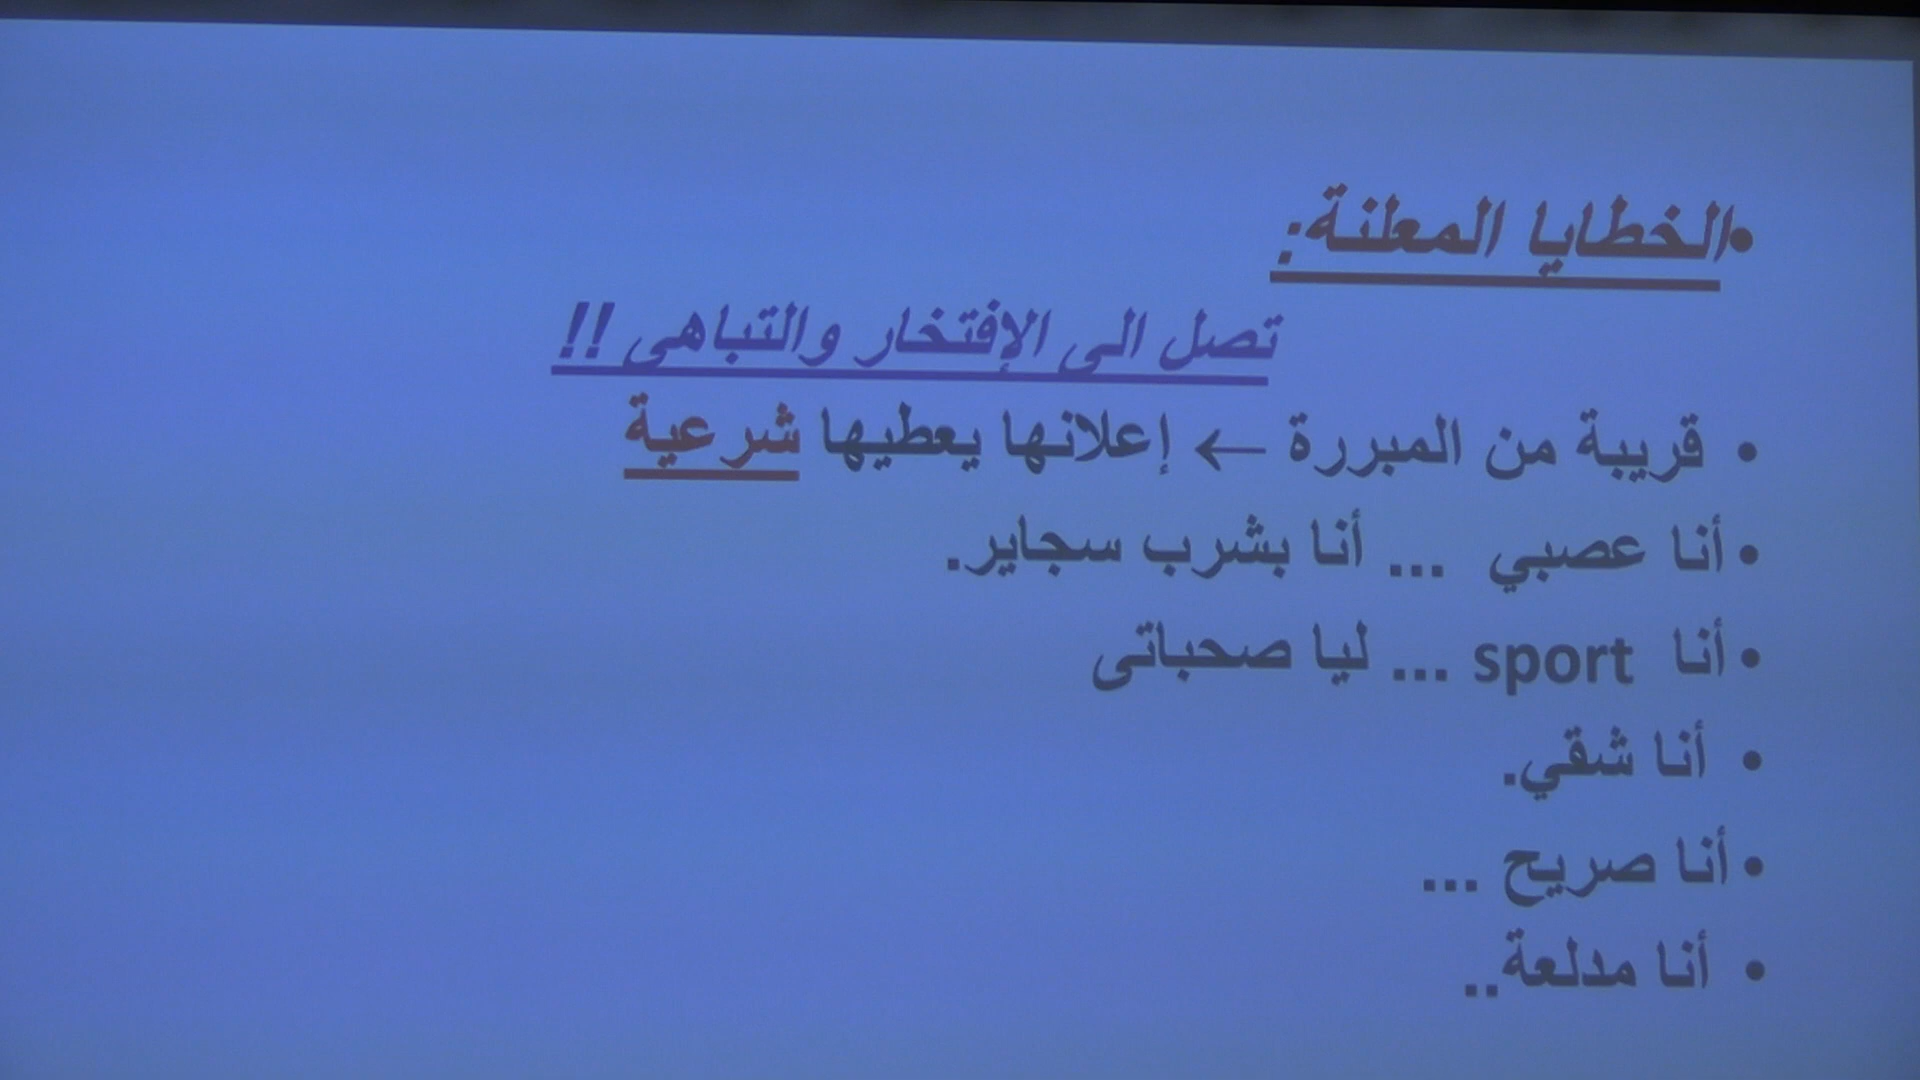 •الخطايا المعلنة:
تصل الى الإفتخار والتباهى !!
• قريبة من المبررة ← إعلانها يعطيها شرعية
• أنا عصبي ... أنا بشرب سجاير.
• أنا sport ... ليا صحباتى
• أنا شقي.
• أنا صريح ...
• أنا مدلعة..